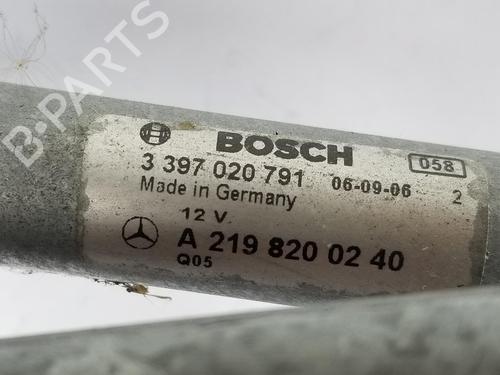 B-PARTS
BOSCH
058
3 397 020 791 06-09-06 2
Made in Germany
12 V.
A 219 820 02 40
Q05